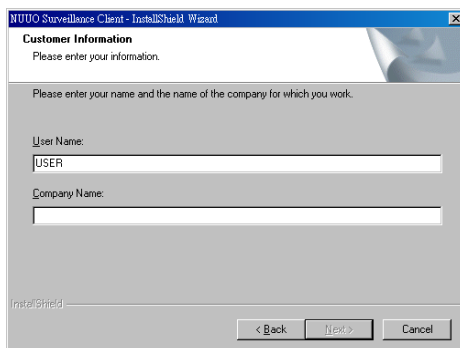 NUUO Surveillance Client - InstallShield Wizard
Customer Information
Please enter your information.
Please enter your name and the name of the company for which you work.
User Name:
USER
Company Name:
InstallShield
< Back
Next >
Cancel